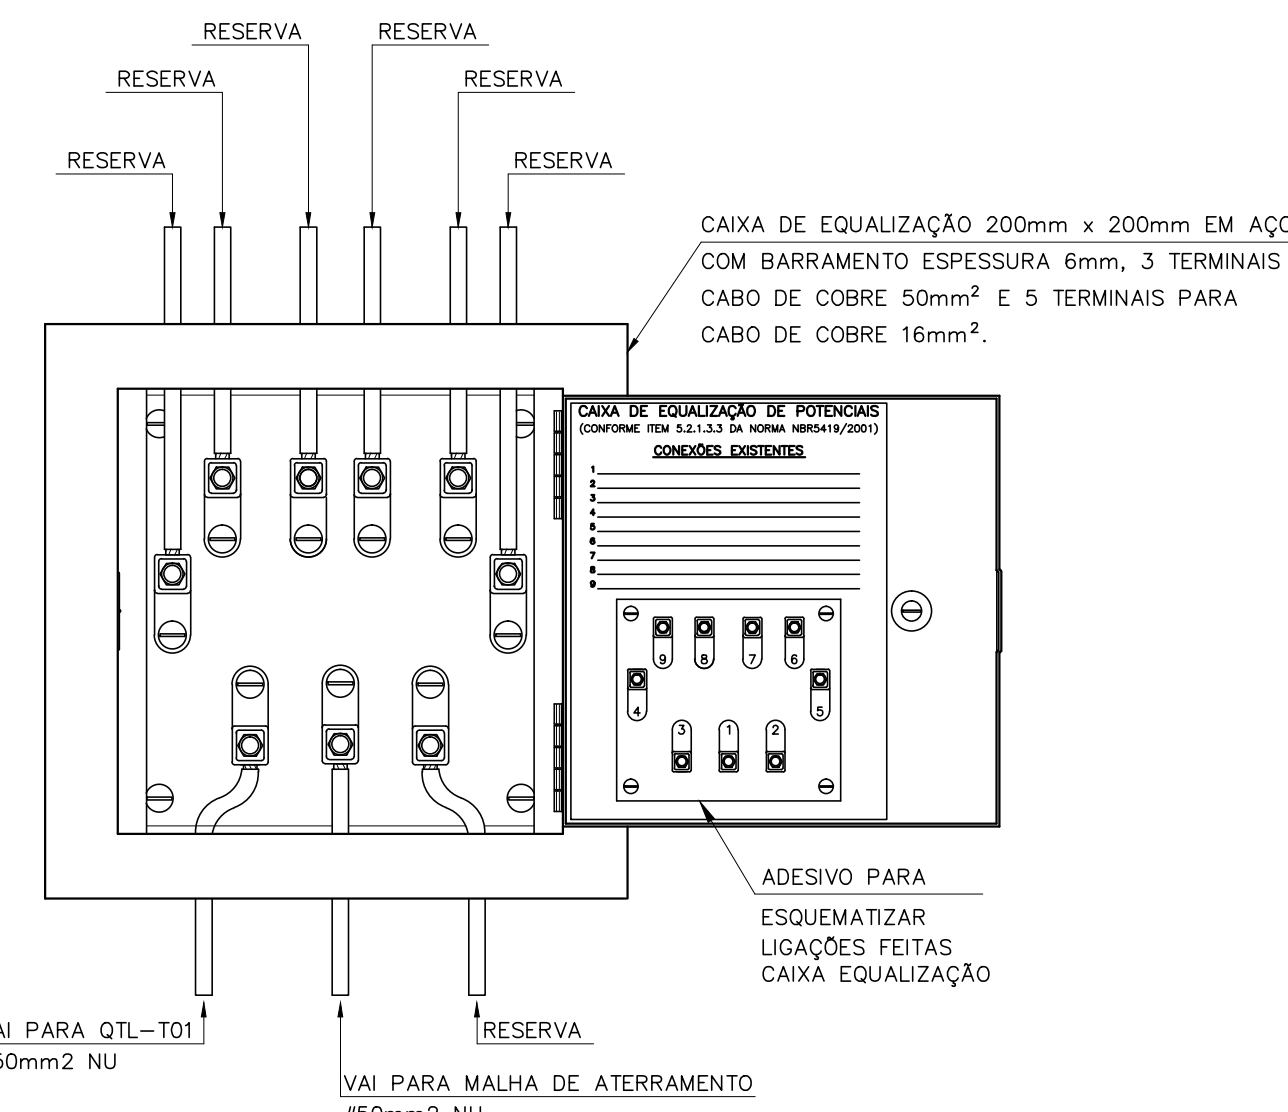 RESERVA
RESERVA
RESERVA
RESERVA
RESERVA
RESERVA
CAIXA DE EQUALIZAÇÃO 200mm x 200mm EM AÇO
COM BARRAMENTO ESPESSURA 6mm, 3 TERMINAIS
CABO DE COBRE 50mm² E 5 TERMINAIS PARA
CABO DE COBRE 16mm².
CAIXA DE EQUALIZAÇÃO DE POTENCIAIS
(CONFORME ITEM 5.2.1.3.3 DA NORMA NBR5419/2001)
CONEXÕES EXISTENTES
1
2
3
4
5
6
7
8
9
9 8 7 6
4 5
3 1 2
ADESIVO PARA
ESQUEMATIZAR
LIGAÇÕES FEITAS
CAIXA EQUALIZAÇÃO
PARA QTL-T01
NU
RESERVA
VAI PARA MALHA DE ATERRAMENTO
#50mm2 NU